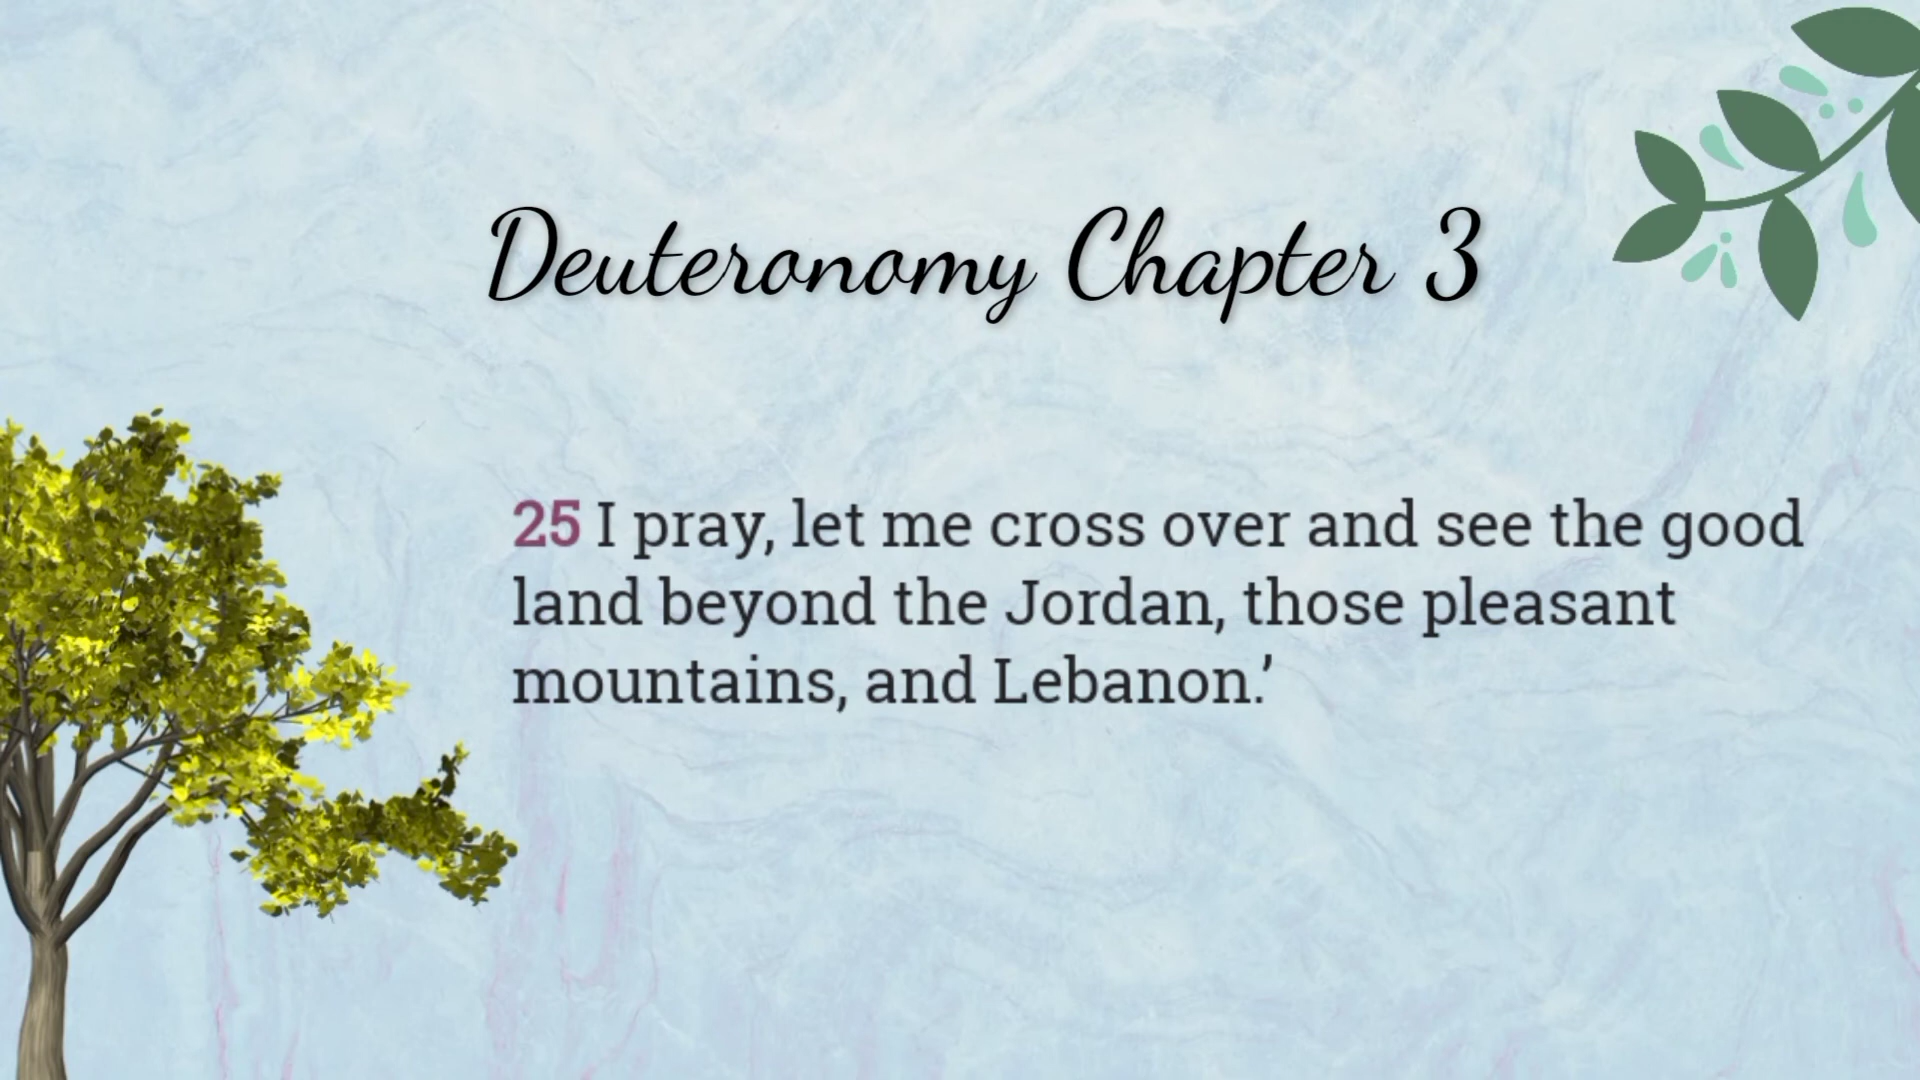 Deuteronomy Chapter 3
25 I pray, let me cross over and see the good
land beyond the Jordan, those pleasant
mountains, and Lebanon.’